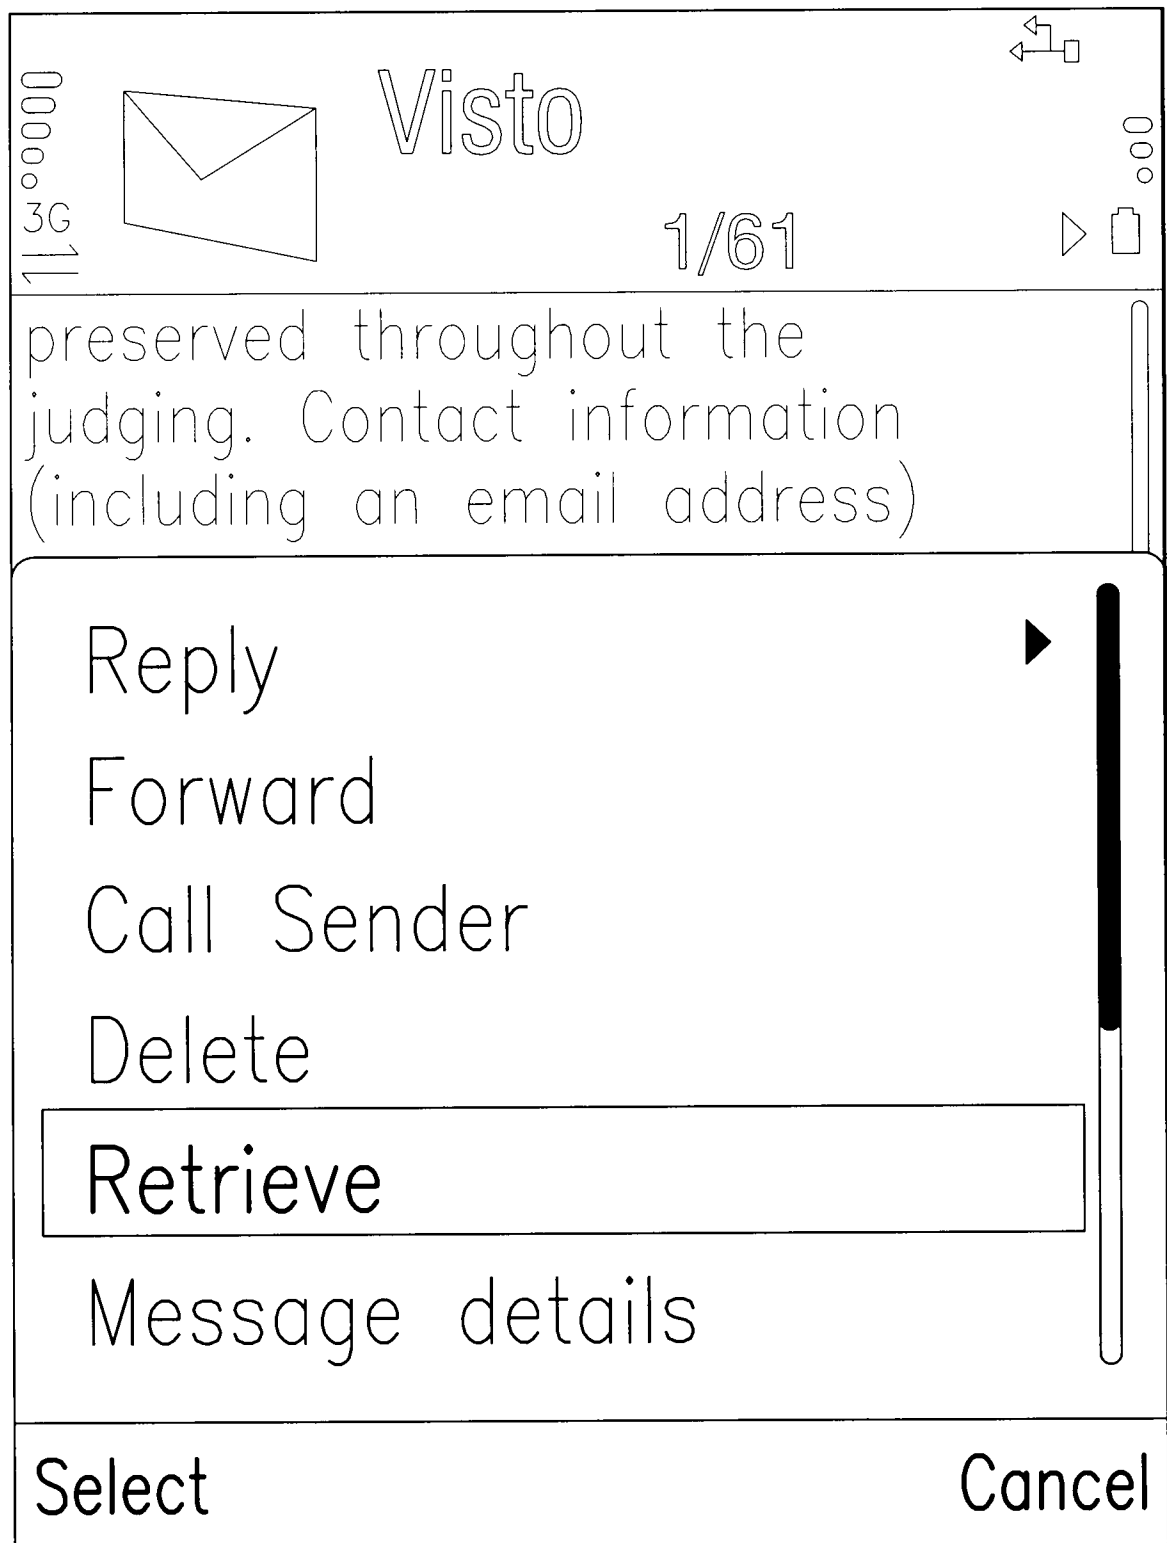 Visto
3G
1/61
preserved throughout the
judging. Contact information
(including an email address)
Reply
Forward
Call Sender
Delete
Retrieve
Message details
Select
Cancel